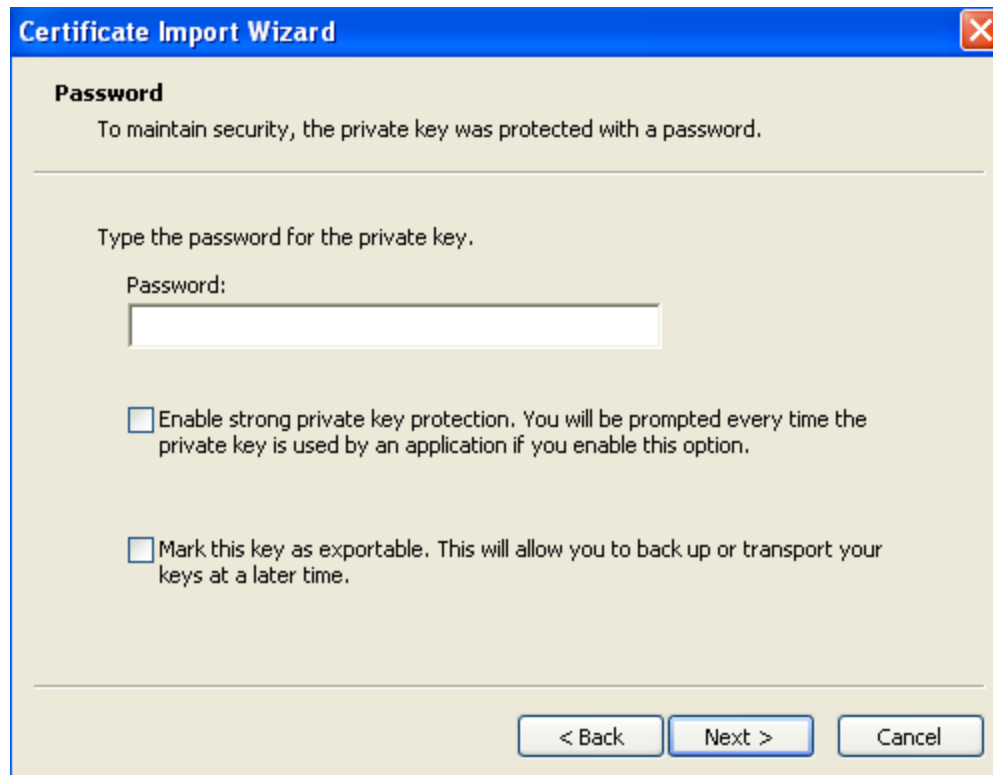 Certificate Import Wizard
Password
To maintain security, the private key was protected with a password.
Type the password for the private key.
Password:
Enable strong private key protection. You will be prompted every time the
private key is used by an application if you enable this option.
Mark this key as exportable. This will allow you to back up or transport your
keys at a later time.
< Back Next > Cancel